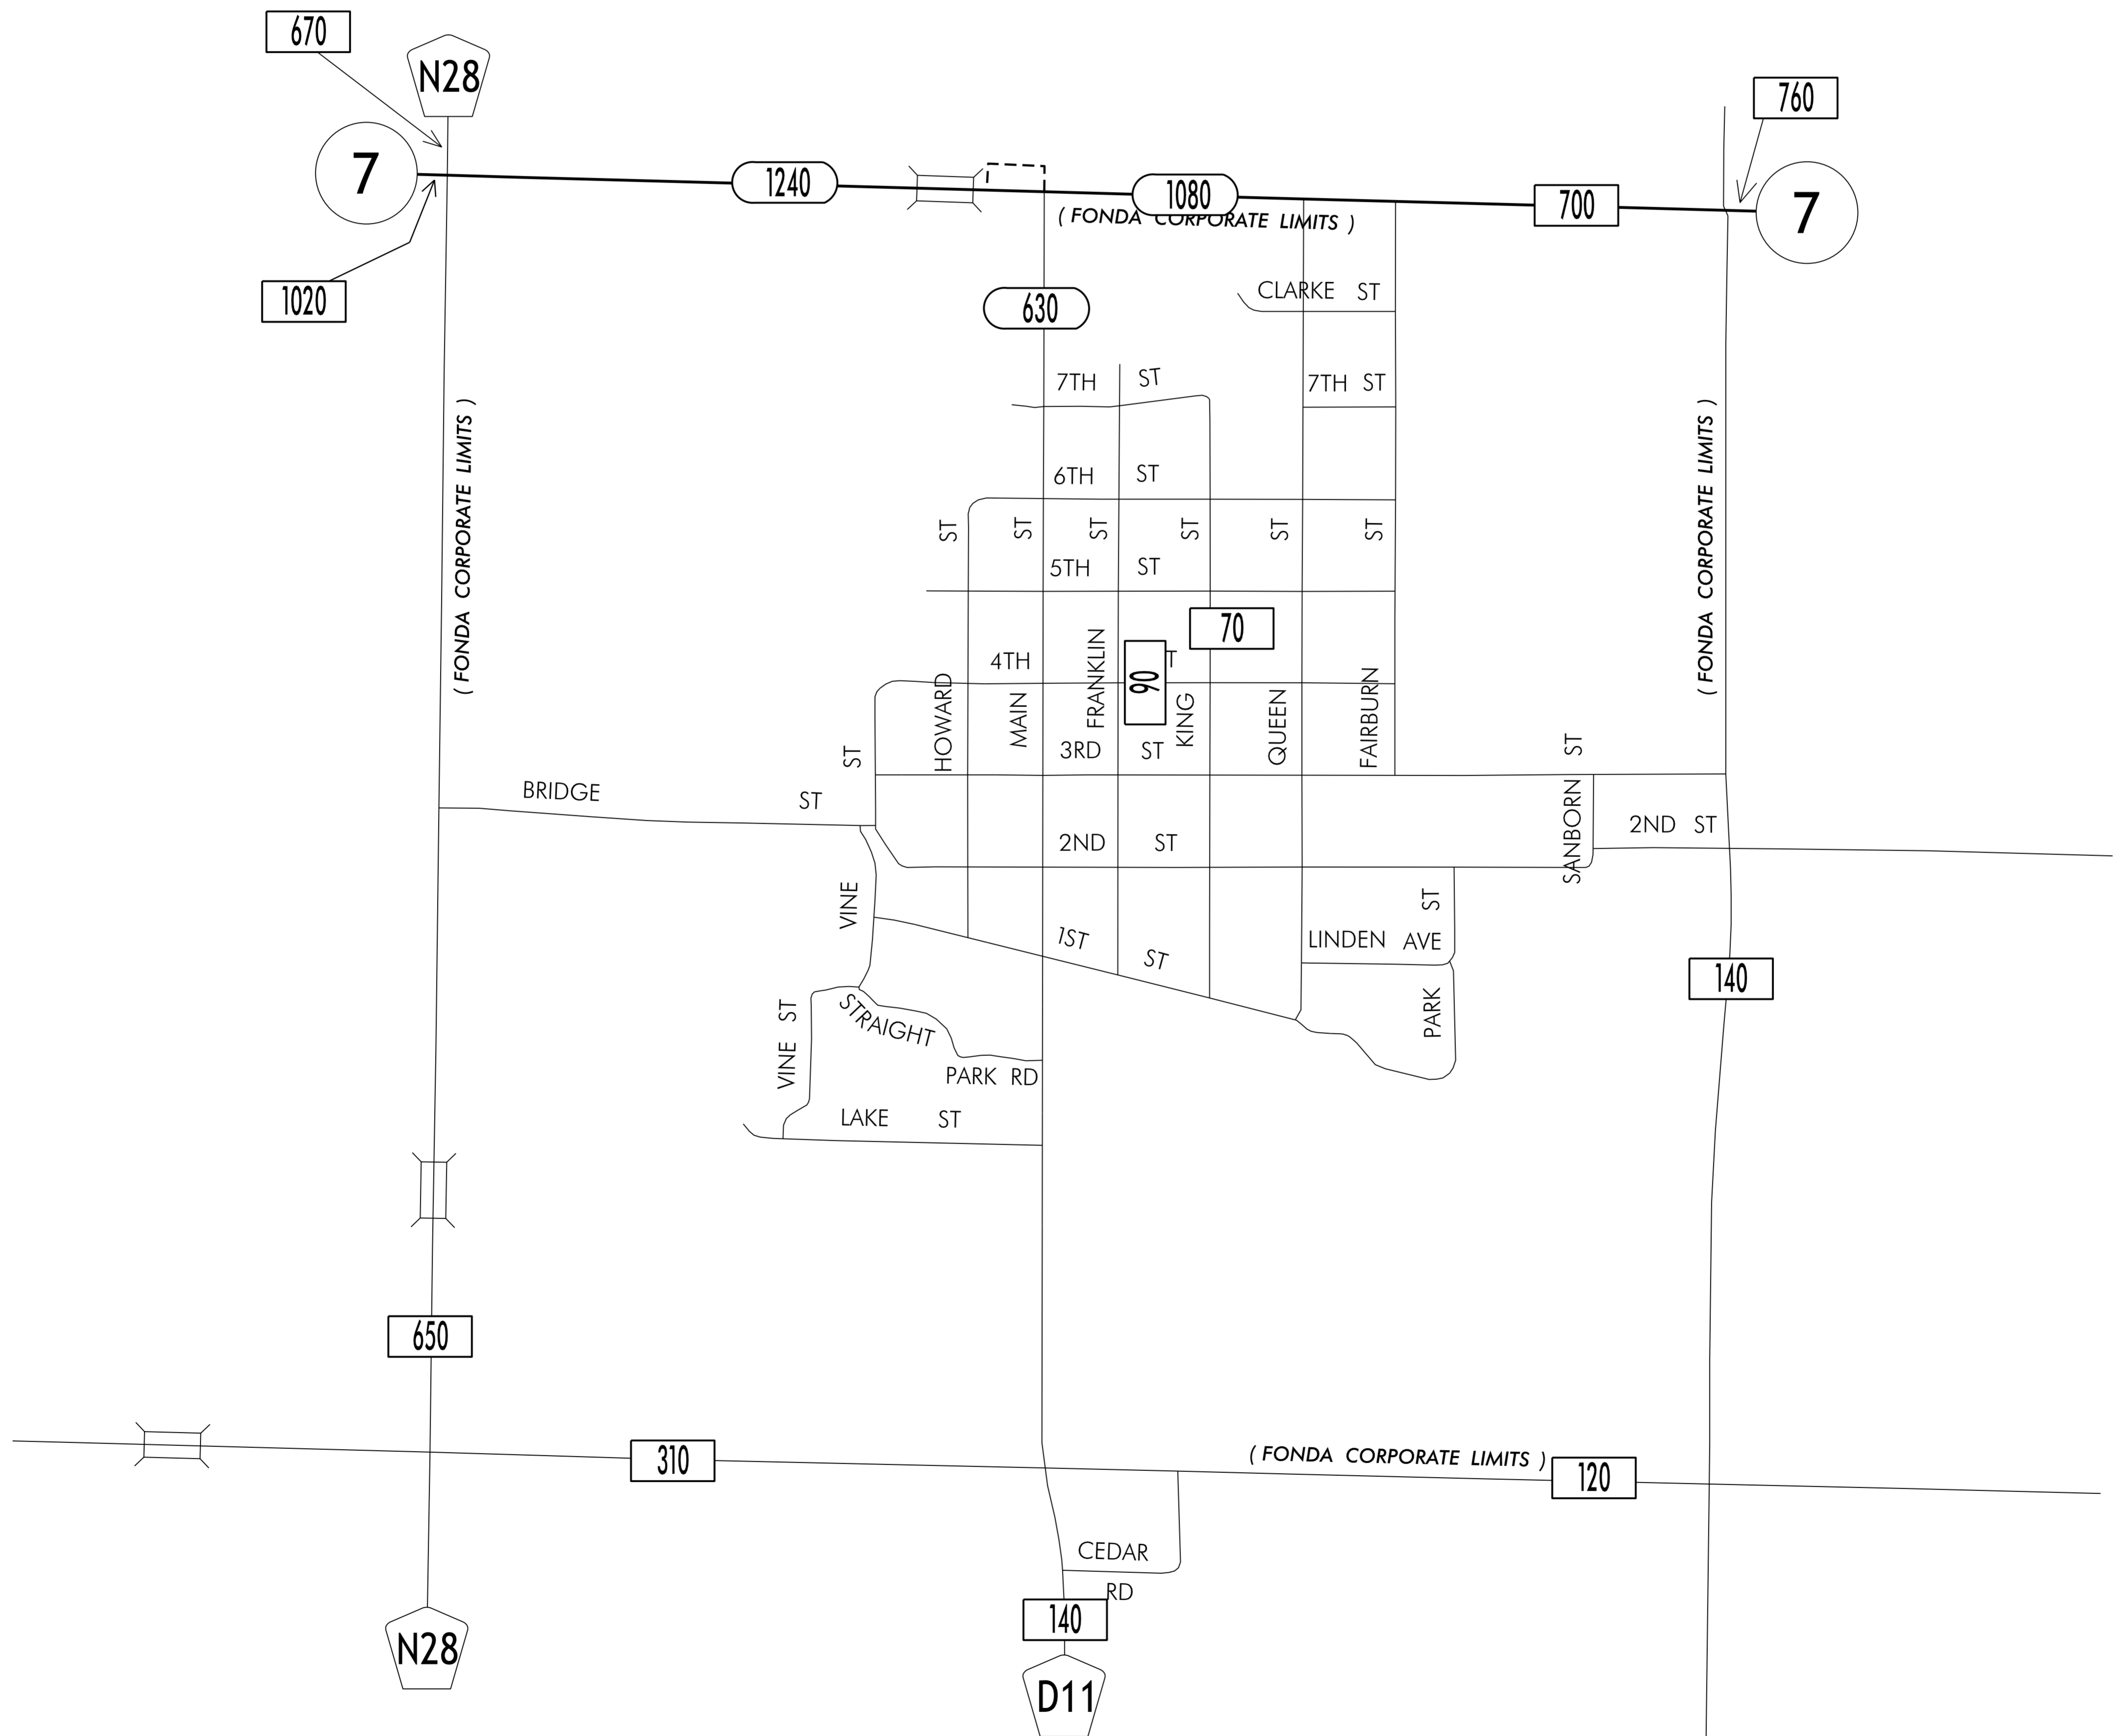 670
N28
760
7
1240
1080
700
7
( FONDA CORPORATE LIMITS )
1020
630
CLARKE ST
7TH ST
7TH ST
( FONDA CORPORATE LIMITS )
( FONDA CORPORATE LIMITS )
6TH ST
HOWARD ST
MAIN ST
FRANKLIN ST
KING ST
QUEEN ST
FAIRBURN ST
5TH ST
70
4TH T
90
3RD ST
SANBORN ST
BRIDGE ST
VINE ST
2ND ST
2ND ST
1ST ST
LINDEN AVE
PARK ST
140
VINE ST
STRAIGHT
PARK RD
LAKE ST
650
310
( FONDA CORPORATE LIMITS )
120
CEDAR
RD
140
N28
D11